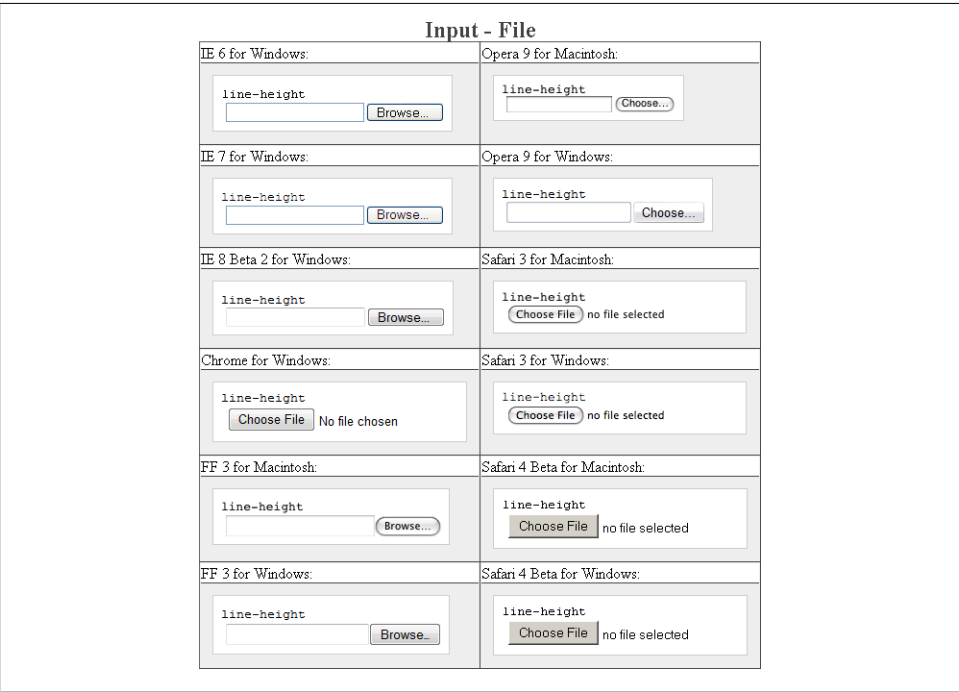 Input - File
IE 6 for Windows:
line-height
Browse...
Opera 9 for Macintosh:
line-height
Choose...
IE 7 for Windows:
line-height
Browse...
Opera 9 for Windows:
line-height
Choose...
IE 8 Beta 2 for Windows:
line-height
Browse...
Safari 3 for Macintosh:
line-height
Choose File no file selected
Chrome for Windows:
line-height
Choose File No file chosen
Safari 3 for Windows:
line-height
Choose File no file selected
FF 3 for Macintosh:
line-height
Browse...
Safari 4 Beta for Macintosh:
line-height
Choose File no file selected
FF 3 for Windows:
line-height
Browse...
Safari 4 Beta for Windows:
line-height
Choose File no file selected